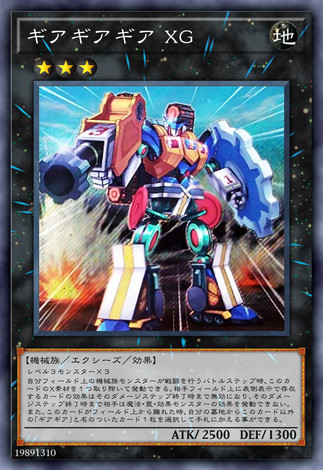 ギアギアギア XG
地
【機械族／エクシーズ／効果】
レベル3モンスター×3
自分フィールド上の機械族モンスターが戦闘を行うバトルステップ時、このカ
ードのX素材を1つ取り除いて発動できる。相手フィールド上に表側表示で存在
するカードの効果はそのダメージステップ終了時まで無効になり、そのダメー
ジステップ終了時まで相手は魔法・罠・効果モンスターの効果を発動できない。
また、このカードがフィールド上から離れた時、自分の墓地からこのカード以外
の「ギアギア」と名のついたカード1枚を選択して手札に加える事ができる。
ATK/2500 DEF/1300
19891310